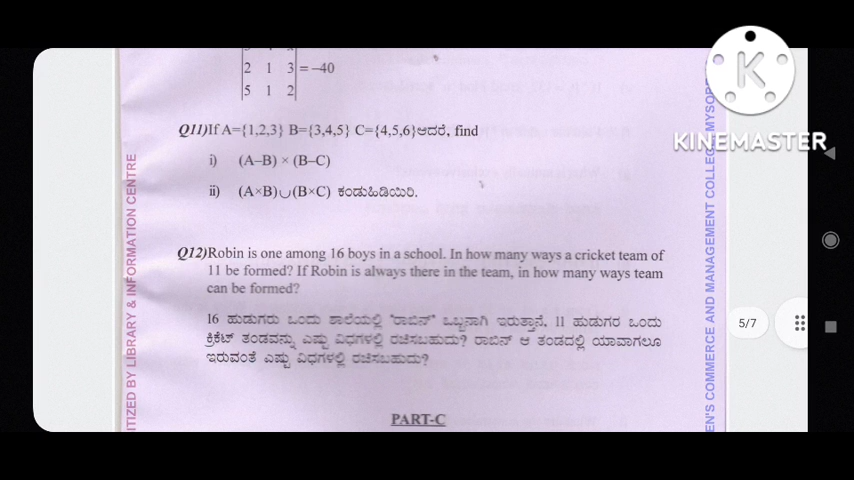 2 1 3 = –40
5 1 2
Q11)If A={1,2,3} B={3,4,5} C={4,5,6}ಆದರೆ, find
i) (A–B) × (B–C)
ii) (A×B)∪(B×C) ಕಂಡುಹಿಡಿಯಿರಿ.
Q12)Robin is one among 16 boys in a school. In how many ways a cricket team of
11 be formed? If Robin is always there in the team, in how many ways team
can be formed?
16 ಹುಡುಗರು ಒಂದು ಶಾಲೆಯಲ್ಲಿ 'ರಾಬಿನ್' ಒಬ್ಬನಾಗಿ ಇರುತ್ತಾನೆ, 11 ಹುಡುಗರ ಒಂದು
ಕ್ರಿಕೆಟ್ ತಂಡವನ್ನು ಎಷ್ಟು ವಿಧಗಳಲ್ಲಿ ರಚಿಸಬಹುದು? ರಾಬಿನ್ ಆ ತಂಡದಲ್ಲಿ ಯಾವಾಗಲೂ
ಇರುವಂತೆ ಎಷ್ಟು ವಿಧಗಳಲ್ಲಿ ರಚಿಸಬಹುದು?
PART-C
ITIZED BY LIBRARY & INFORMATION CENTRE
EN'S COMMERCE AND MANAGEMENT COLLEGE, MYSOR
K
KINEMASTER
5/7